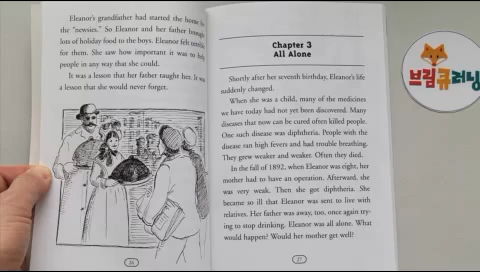 Eleanor's grandfather had started the home for
the "newsies." So Eleanor and her father brought
lots of holiday food to the boys. Eleanor felt terrible
for them. She saw how important it was to help
people in any way that she could.
It was a lesson that her father taught her. It was
a lesson that she would never forget.
26
Chapter 3
All Alone
Shortly after her seventh birthday, Eleanor's life
suddenly changed.
When she was a child, many of the medicines
we have today had not yet been discovered. Many
diseases that now can be cured often killed people.
One such disease was diphtheria. People with the
disease ran high fevers and had trouble breathing.
They grew weaker and weaker. Often they died.
In the fall of 1892, when Eleanor was eight, her
mother had to have an operation. Afterward, she
was very weak. Then she got diphtheria. She
became so ill that Eleanor was sent to live with
relatives. Her father was away, too, once again try-
ing to stop drinking. Eleanor was all alone. What
would happen? Would her mother get well?
27
브림큐
러닝